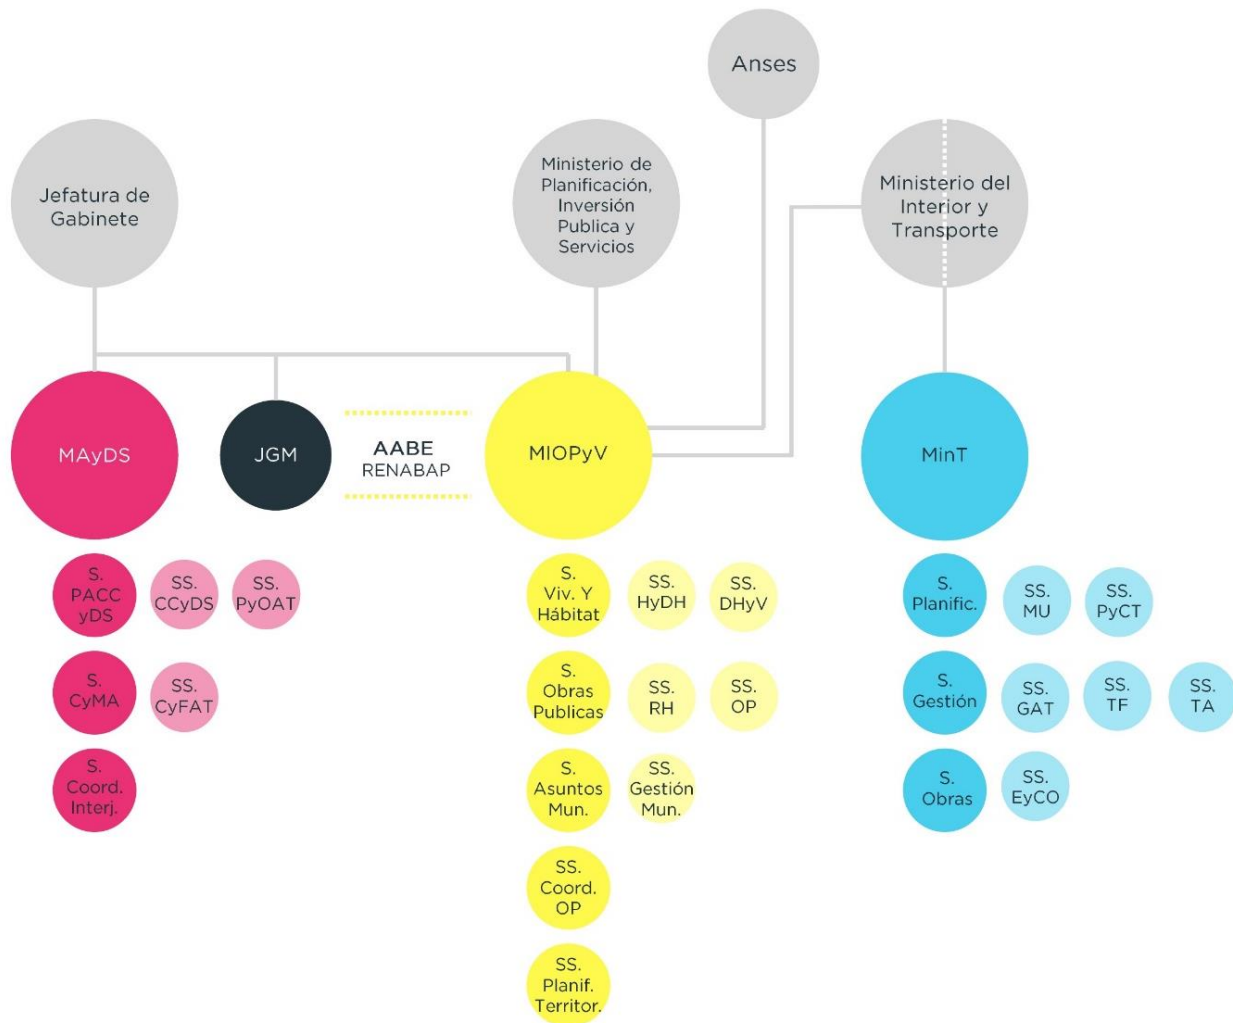 Anses
Jefatura de
Gabinete
Ministerio de
Planificación,
Inversión
Publica y
Servicios
Ministerio del
Interior y
Transporte
MAyDS
JGM
AABE
RENABAP
MIOPyV
MinT
S.
PACC
yDS
SS.
CCyDS
SS.
PyOAT
S.
Viv. Y
Hábitat
SS.
HyDH
SS.
DHyV
S.
Planific.
SS.
MU
SS.
PyCT
S.
CyMA
SS.
CyFAT
S.
Obras
Publicas
SS.
RH
SS.
OP
S.
Gestión
SS.
GAT
SS.
TF
SS.
TA
S.
Coord.
Interj.
S.
Asuntos
Mun.
SS.
Gestión
Mun.
S.
Obras
SS.
EyCO
SS.
Coord.
OP
SS.
Planif.
Territor.